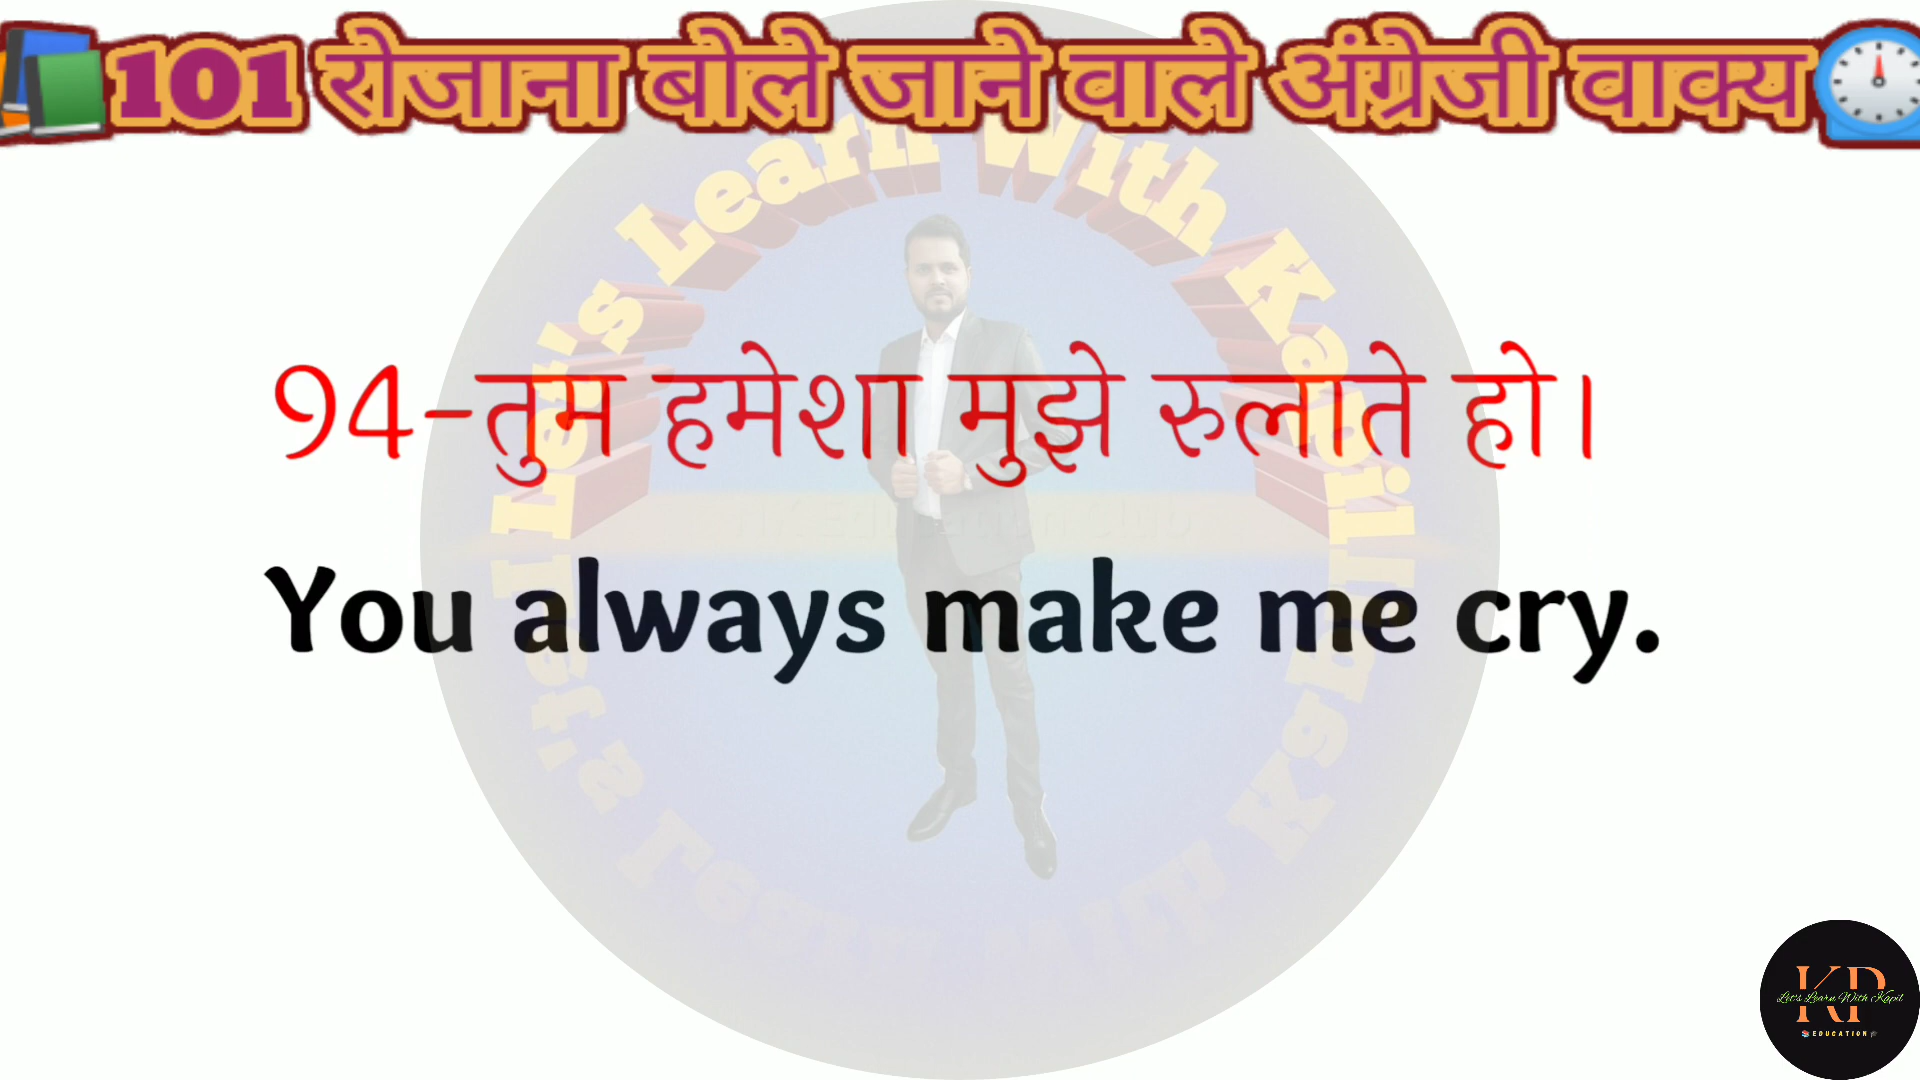 101 रोजाना बोले जाने वाले अंग्रेजी वाक्य
Let's Learn With Kapil
94-तुम हमेशा मुझे रुलाते हो।
You always make me cry.
KP
Let's Learn With Kapil
EDUCATION